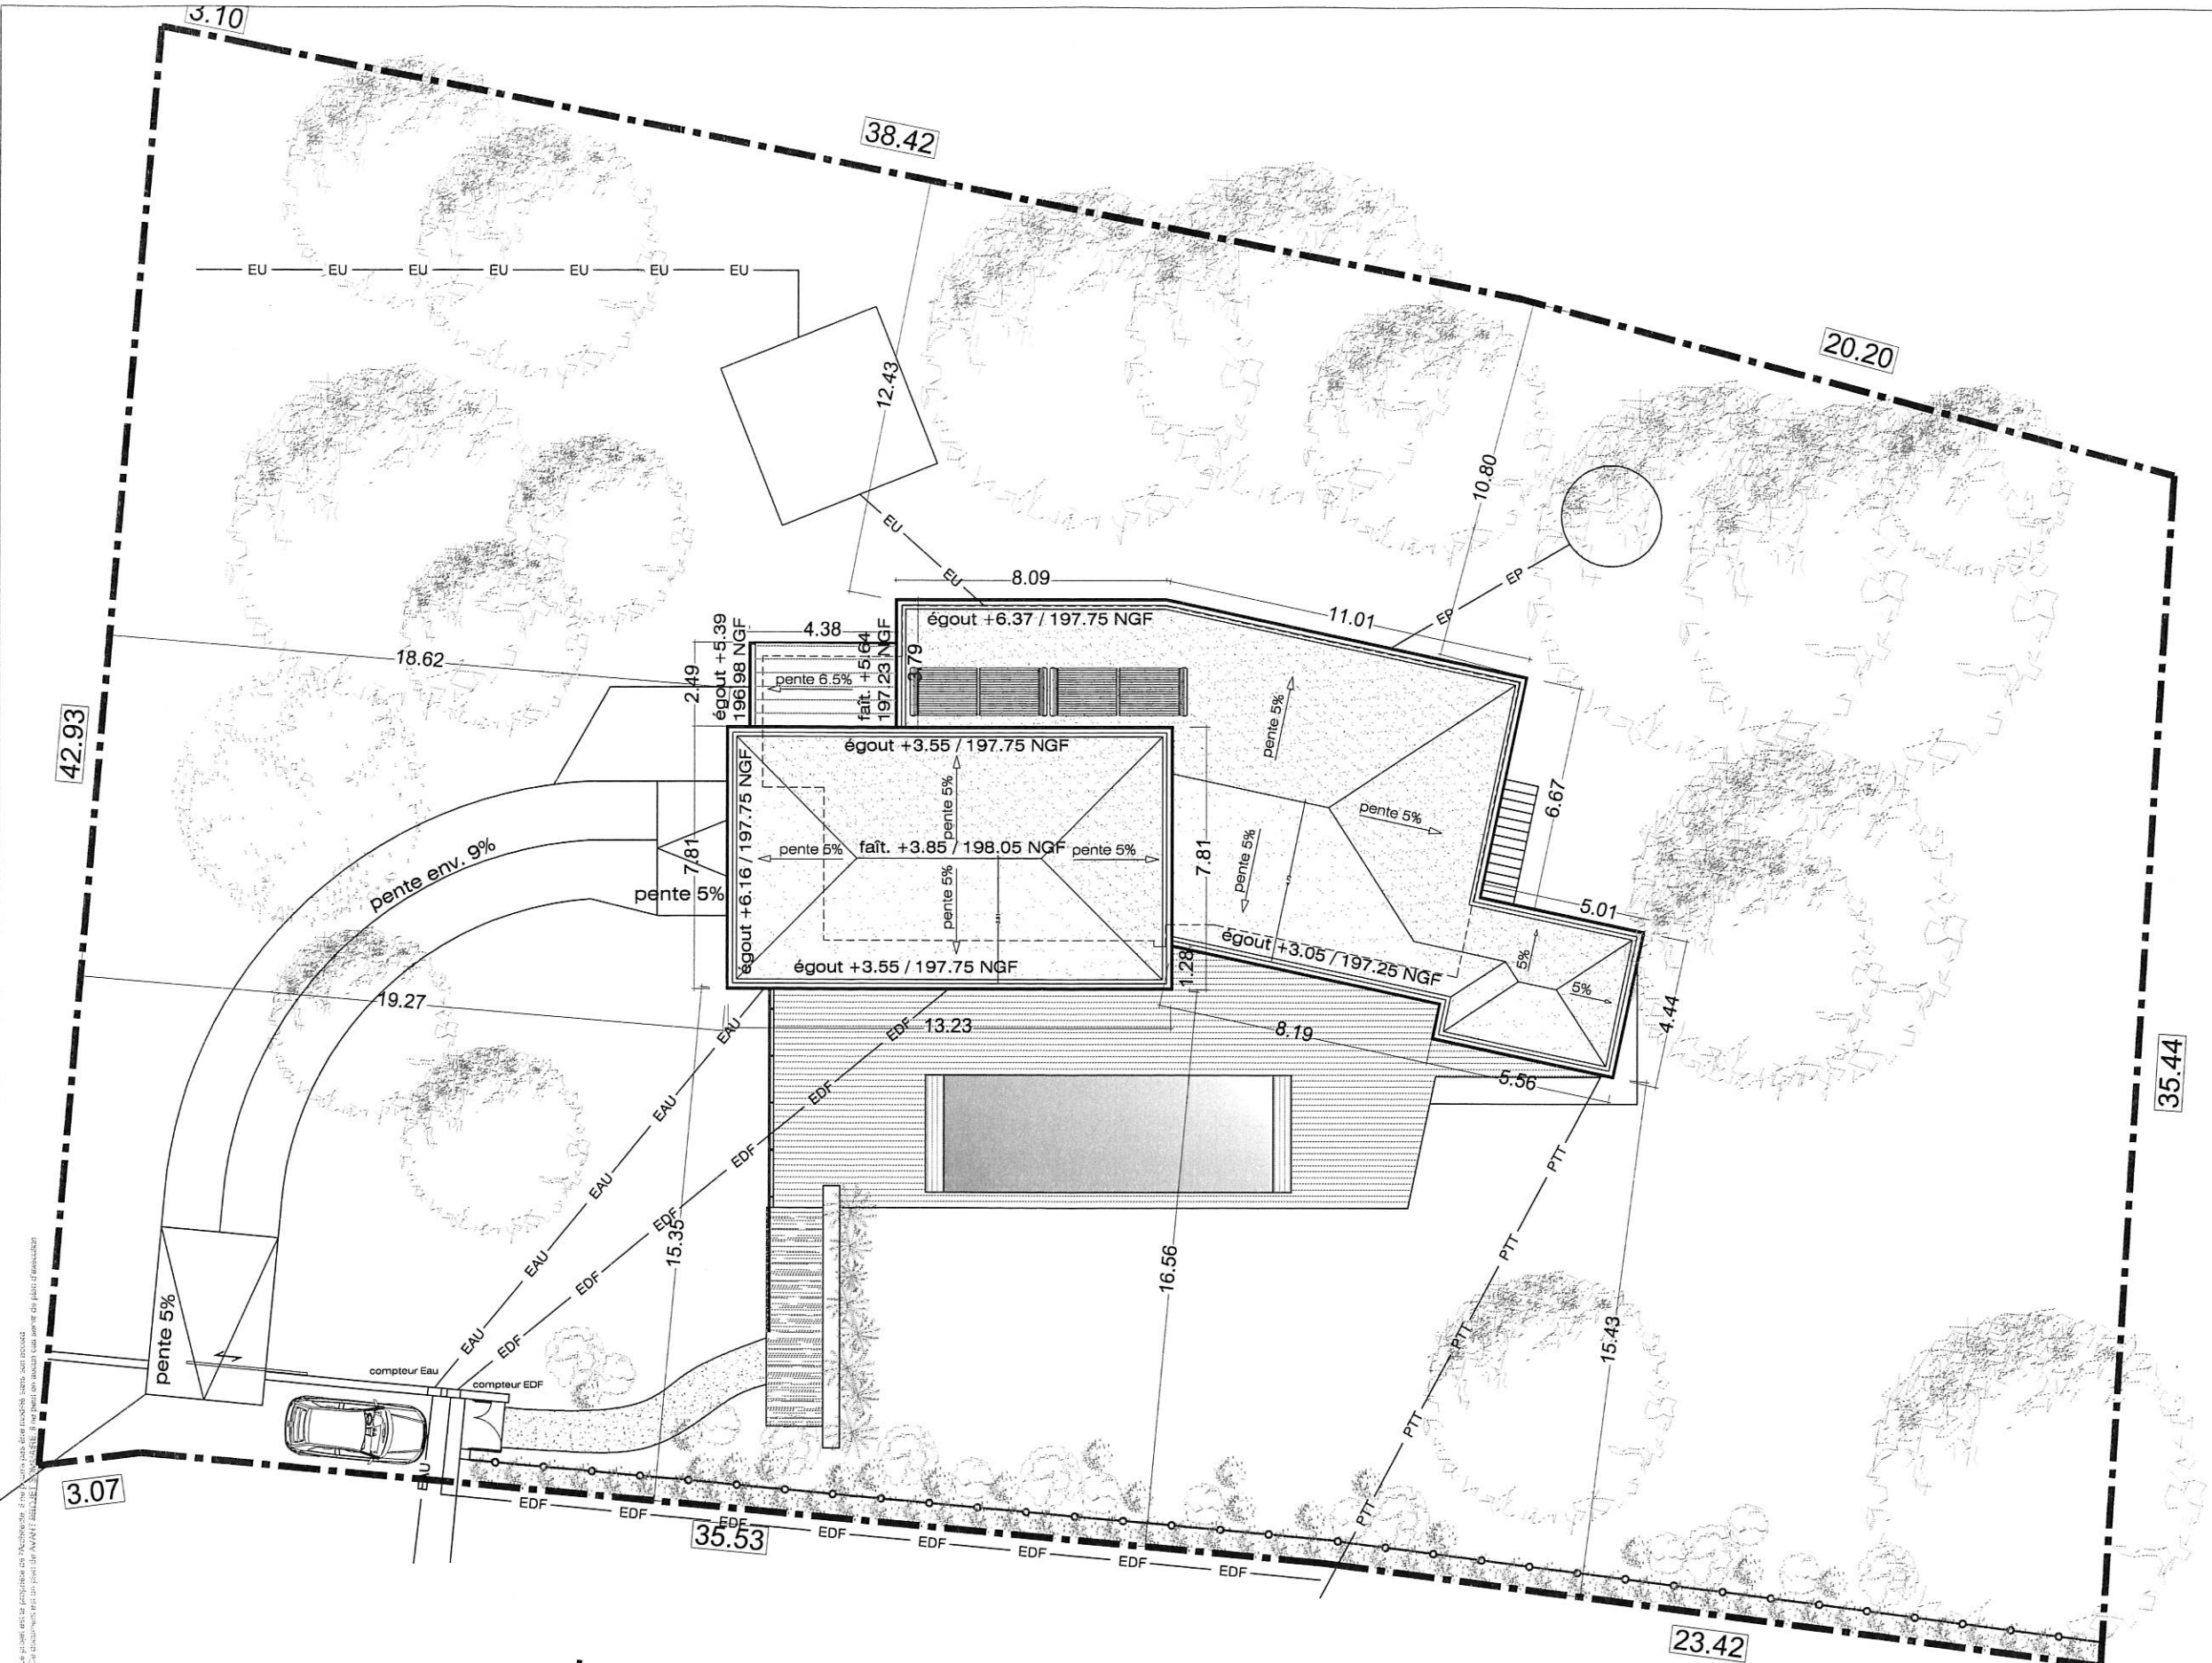 3.10
38.42
20.20
EU EU EU EU EU EU EU
12.43
10.80
EU
EU
EP
EP
8.09
11.01
égout +6.37 / 197.75 NGF
4.38
égout +5.39
196.98 NGF
faît. +5.64
197.23 NGF
3.79
18.62
2.49
pente 6.5%
pente 5%
42.93
égout +3.55 / 197.75 NGF
égout +6.16 / 197.75 NGF
pente 5%
pente 5%
faît. +3.85 / 198.05 NGF
pente 5%
pente 5%
7.81
7.81
pente 5%
pente 5%
6.67
pente env. 9%
pente 5%
égout +3.55 / 197.75 NGF
égout +3.05 / 197.25 NGF
1.28
5.01
5%
5%
4.44
19.27
13.23
8.19
5.56
35.44
EAU
EAU
EAU
EAU
EAU
EDF
EDF
EDF
EDF
EDF
EDF
15.35
16.56
15.43
PTT
PTT
PTT
PTT
PTT
pente 5%
compteur Eau
compteur EDF
3.07
EAU
EDF EDF EDF EDF EDF EDF EDF EDF
35.53
23.42